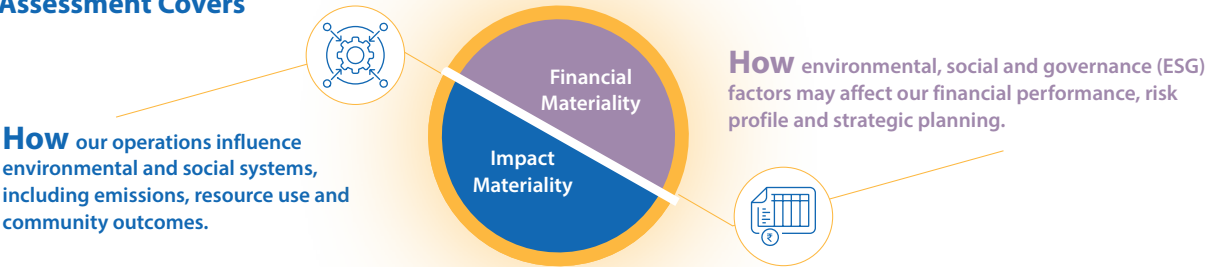 Assessment Covers
How our operations influence
environmental and social systems,
including emissions, resource use and
community outcomes.
Financial
Materiality
Impact
Materiality
How environmental, social and governance (ESG)
factors may affect our financial performance, risk
profile and strategic planning.
₹